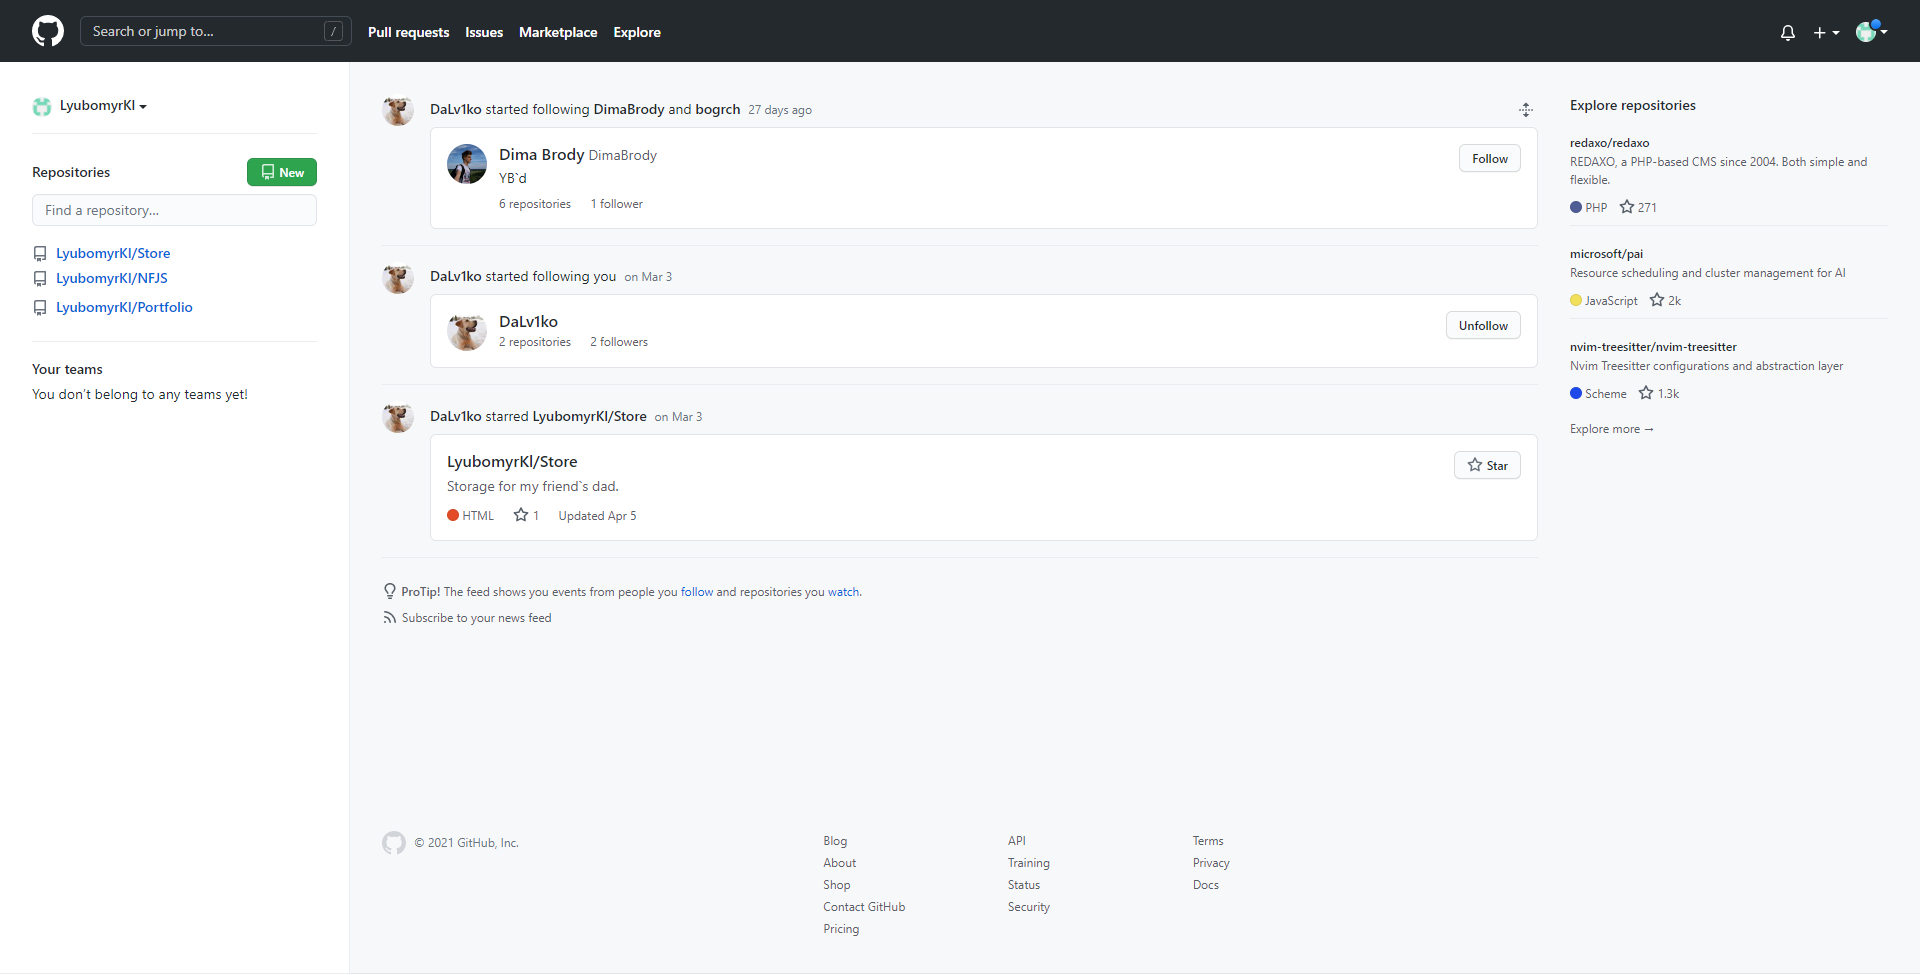 Search or jump to... /
Pull requests Issues Marketplace Explore
LyubomyrKl
Repositories
New
Find a repository...
LyubomyrKl/Store
LyubomyrKl/NFJS
LyubomyrKl/Portfolio
Your teams
You don't belong to any teams yet!
DaLv1ko started following DimaBrody and bogrch 27 days ago
Dima Brody DimaBrody
Follow
YB`d
6 repositories 1 follower
DaLv1ko started following you on Mar 3
DaLv1ko
Unfollow
2 repositories 2 followers
DaLv1ko starred LyubomyrKl/Store on Mar 3
LyubomyrKl/Store
Star
Storage for my friend`s dad.
HTML 1 Updated Apr 5
ProTip! The feed shows you events from people you follow and repositories you watch.
Subscribe to your news feed
Explore repositories
redaxo/redaxo
REDAXO, a PHP-based CMS since 2004. Both simple and
flexible.
PHP 271
microsoft/pai
Resource scheduling and cluster management for AI
JavaScript 2k
nvim-treesitter/nvim-treesitter
Nvim Treesitter configurations and abstraction layer
Scheme 1.3k
Explore more →
© 2021 GitHub, Inc.
Blog
About
Shop
Contact GitHub
Pricing
API
Training
Status
Security
Terms
Privacy
Docs